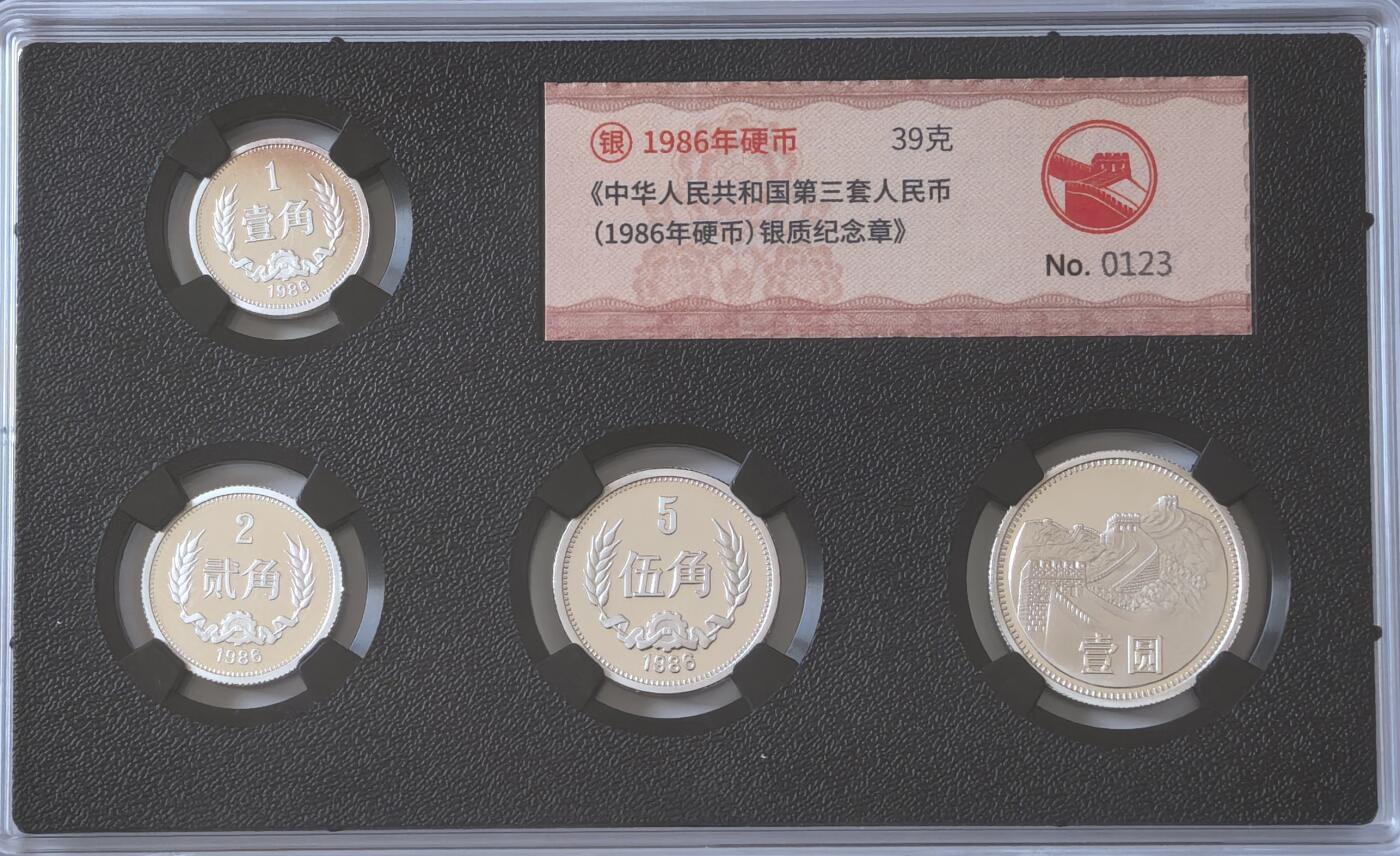 1
壹角
1986
银 1986年硬币 39克
《中华人民共和国第三套人民币
(1986年硬币)银质纪念章》
No. 0123
2
贰角
1986
5
伍角
1986
壹圆